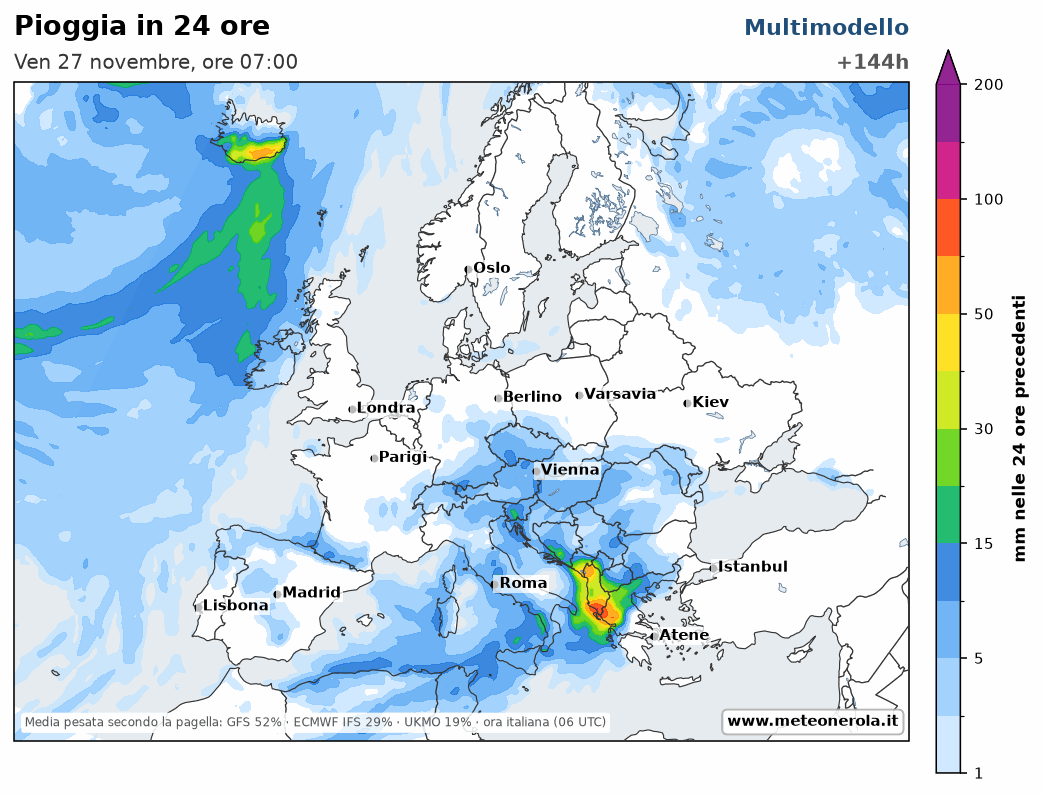 Pioggia in 24 ore
Multimodello
Ven 27 novembre, ore 07:00
+144h
200
100
50
30
15
5
1
mm nelle 24 ore precedenti
Oslo
Berlino
Varsavia
Kiev
Londra
Parigi
Vienna
Istanbul
Roma
Madrid
Lisbona
Atene
Media pesata secondo la pagella: GFS 52% · ECMWF IFS 29% · UKMO 19% · ora italiana (06 UTC)
www.meteonerola.it